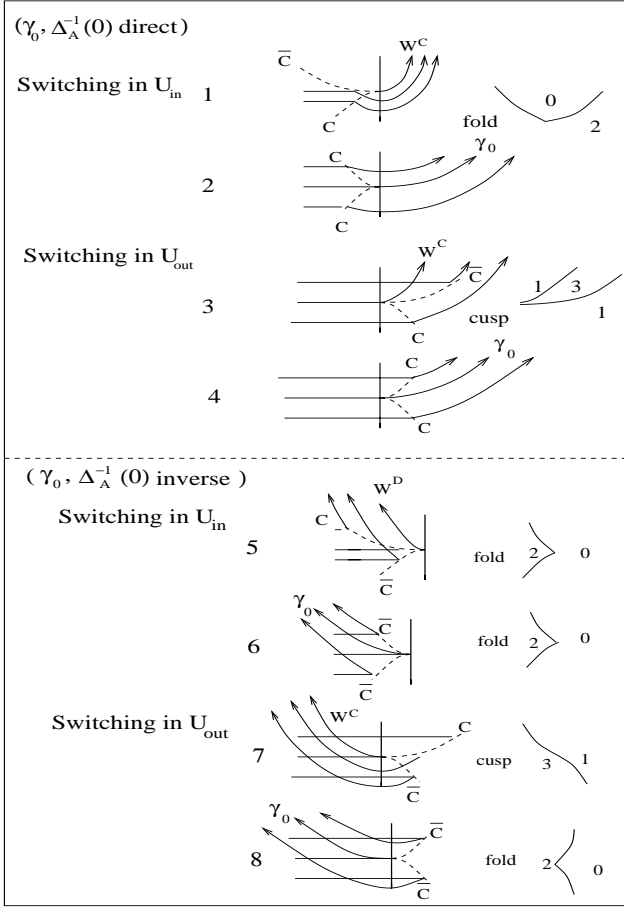 (γ₀, Δ_A⁻¹(0) direct)
Switching in U_in
1
C̅
W^C
C
fold
0
2
2
C
C
γ₀
Switching in U_out
3
W^C
C̅
C
cusp
1
3
1
4
C
γ₀
C
(γ₀, Δ_A⁻¹(0) inverse)
Switching in U_in
5
C
W^D
C̅
fold
2
0
6
γ₀
C̅
C̅
fold
2
0
Switching in U_out
7
W^C
C
C̅
cusp
3
1
8
γ₀
C̅
C̅
fold
2
0